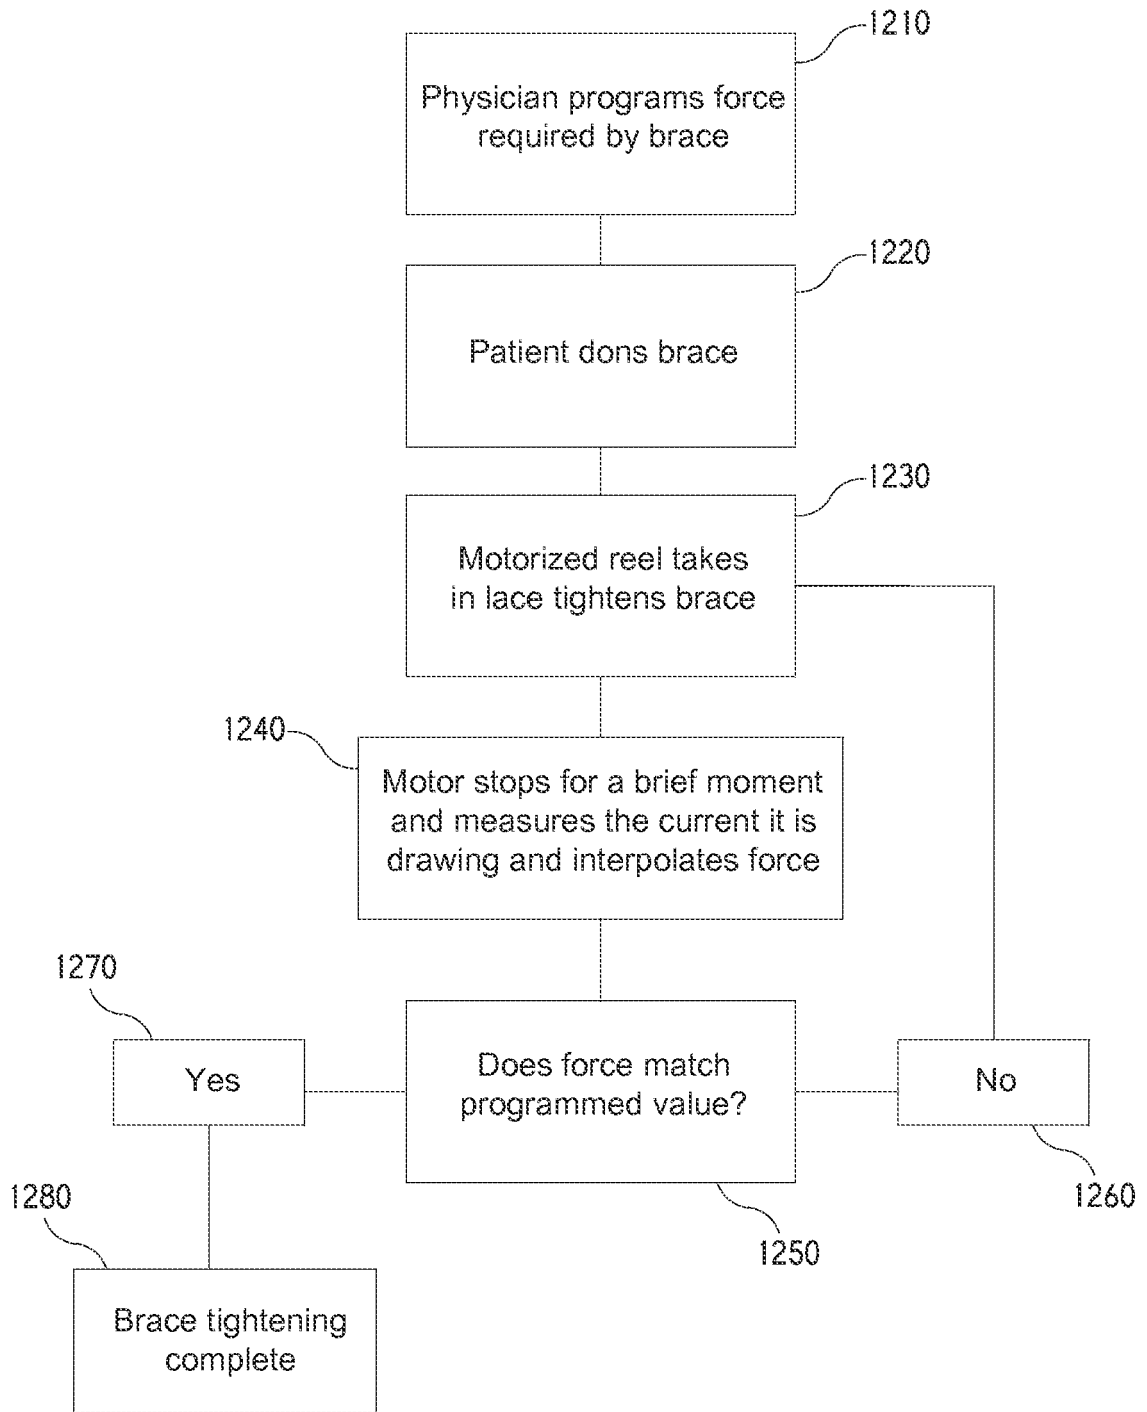 1210
Physician programs force
required by brace
1220
Patient dons brace
1230
Motorized reel takes
in lace tightens brace
1240
Motor stops for a brief moment
and measures the current it is
drawing and interpolates force
1270
Yes
Does force match
programmed value?
No
1260
1250
1280
Brace tightening
complete